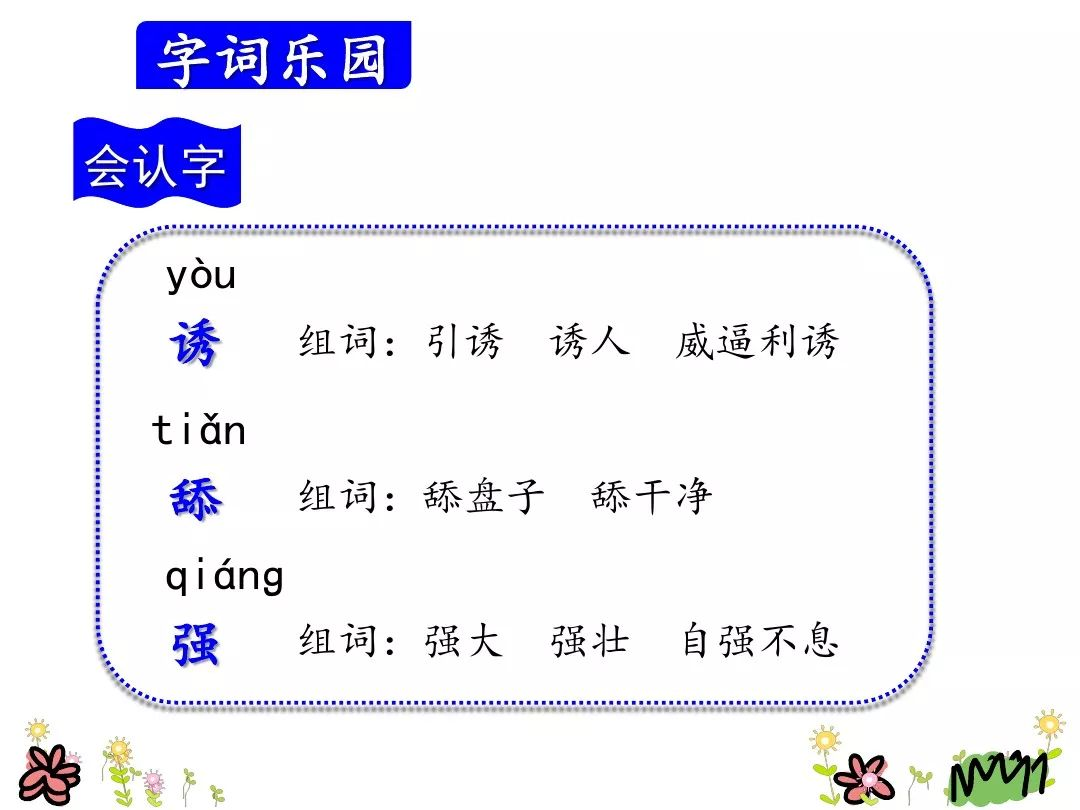 字词乐园
会认字
yòu
诱 组词：引诱 诱人 威逼利诱
tiǎn
舔 组词：舔盘子 舔干净
qiáng
强 组词：强大 强壮 自强不息